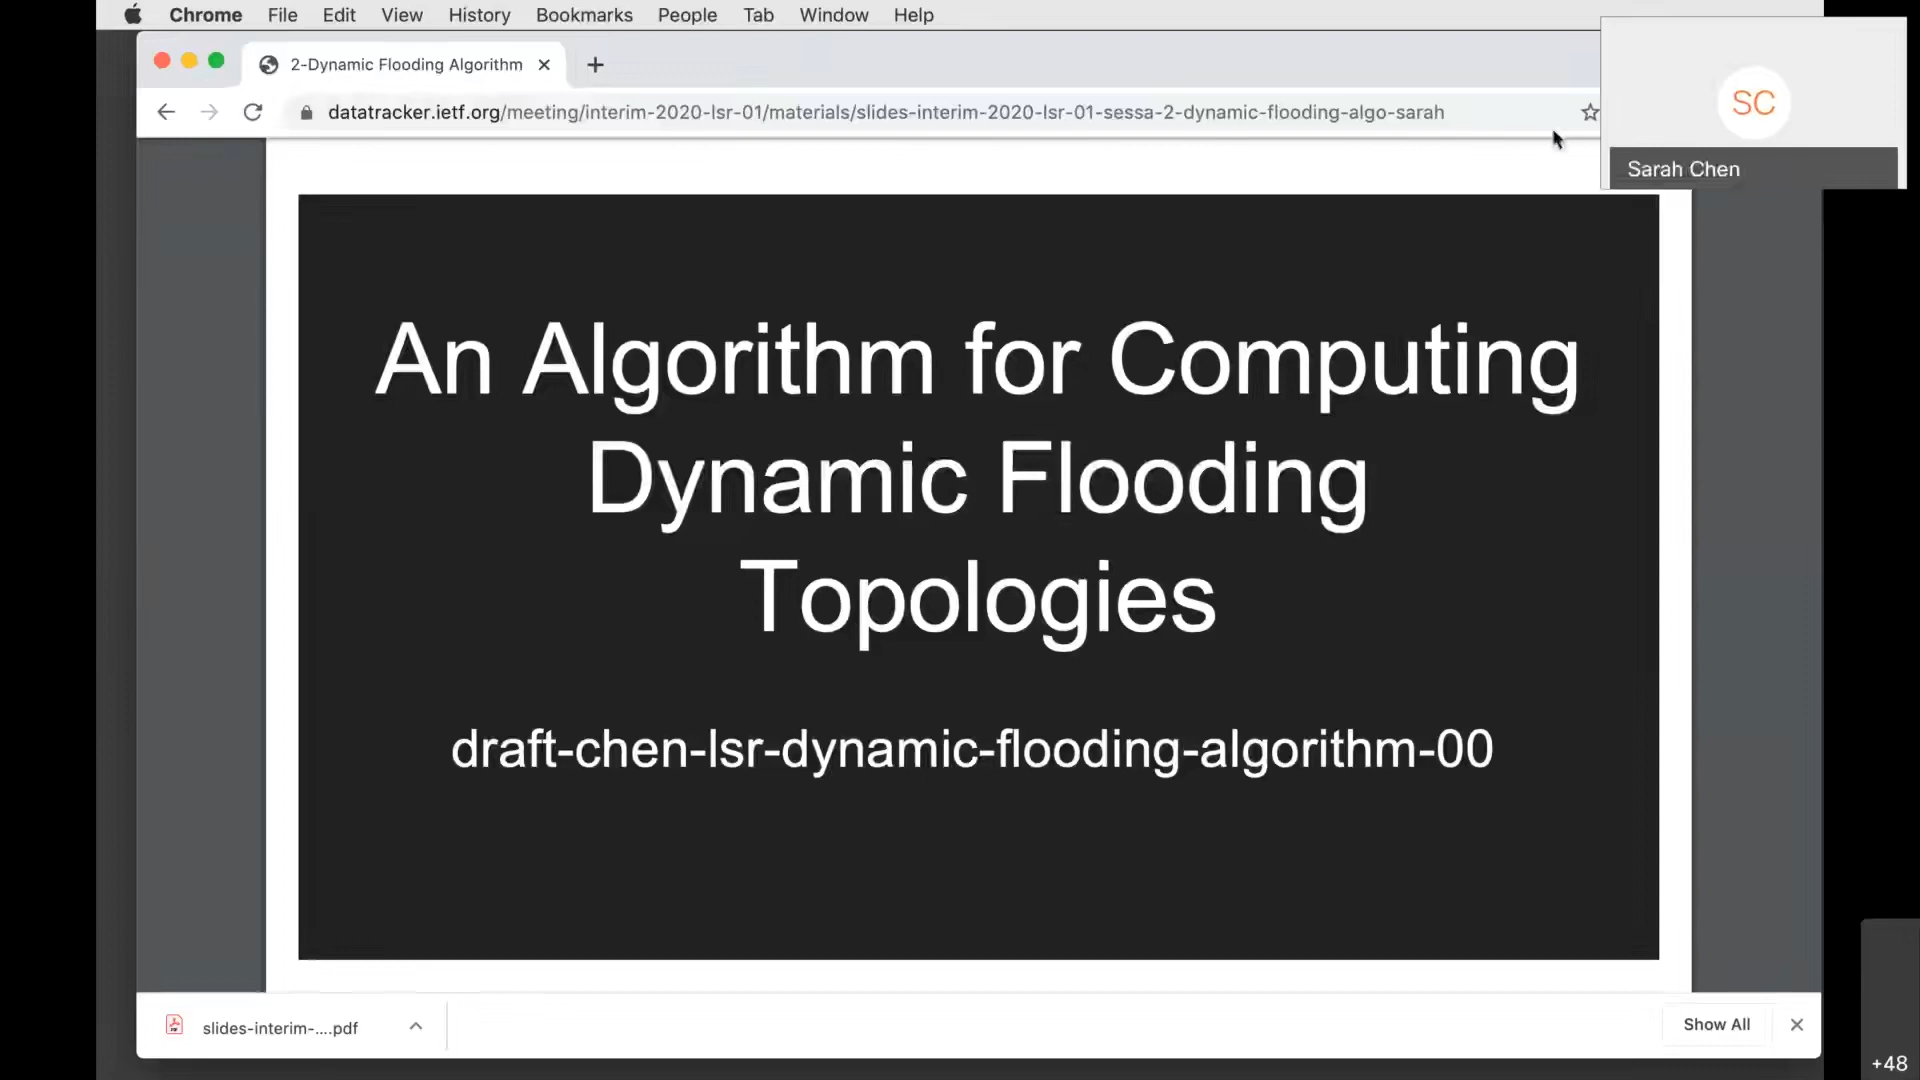 Chrome File Edit View History Bookmarks People Tab Window Help
2-Dynamic Flooding Algorithm
datatracker.ietf.org/meeting/interim-2020-lsr-01/materials/slides-interim-2020-lsr-01-sessa-2-dynamic-flooding-algo-sarah
SC
Sarah Chen
An Algorithm for Computing
Dynamic Flooding
Topologies
draft-chen-lsr-dynamic-flooding-algorithm-00
slides-interim-....pdf
Show All
+48